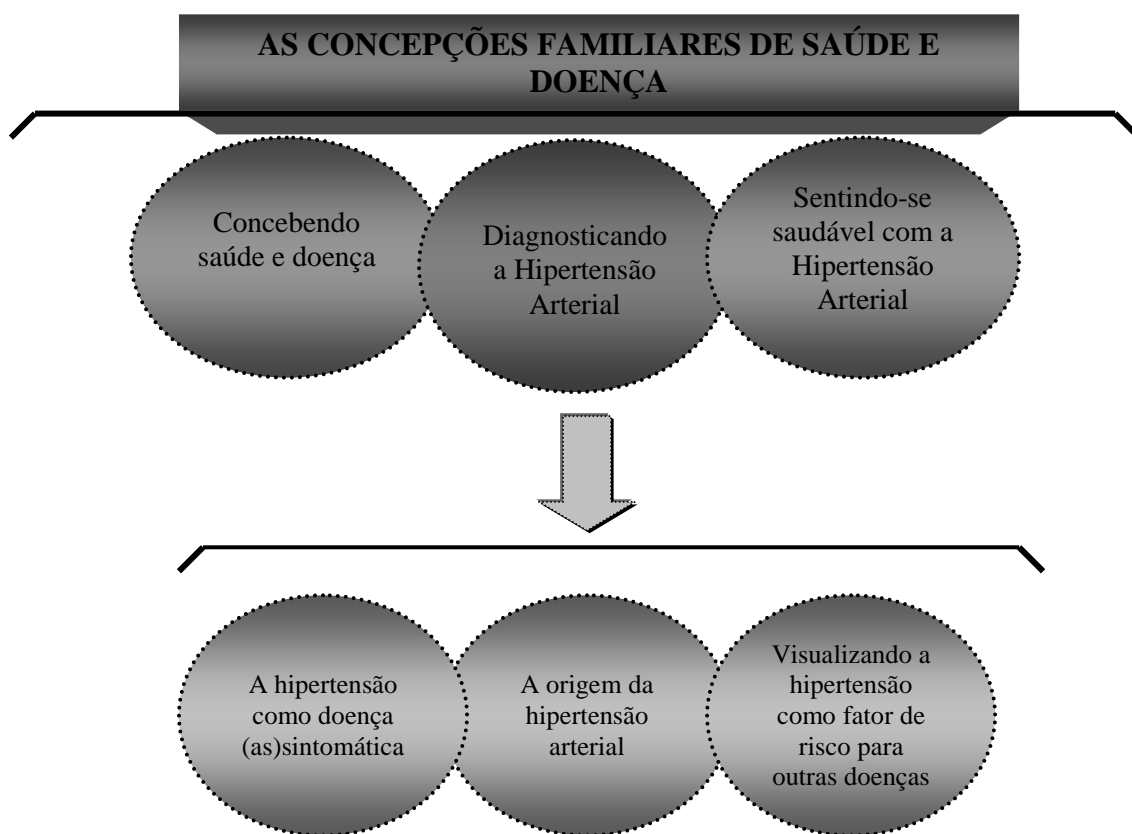 AS CONCEPÇÕES FAMILIARES DE SAÚDE E
DOENÇA
Concebendo
saúde e doença
Diagnosticando
a Hipertensão
Arterial
Sentindo-se
saudável com a
Hipertensão
Arterial
A hipertensão
como doença
(as)sintomática
A origem da
hipertensão
arterial
Visualizando a
hipertensão
como fator de
risco para
outras doenças